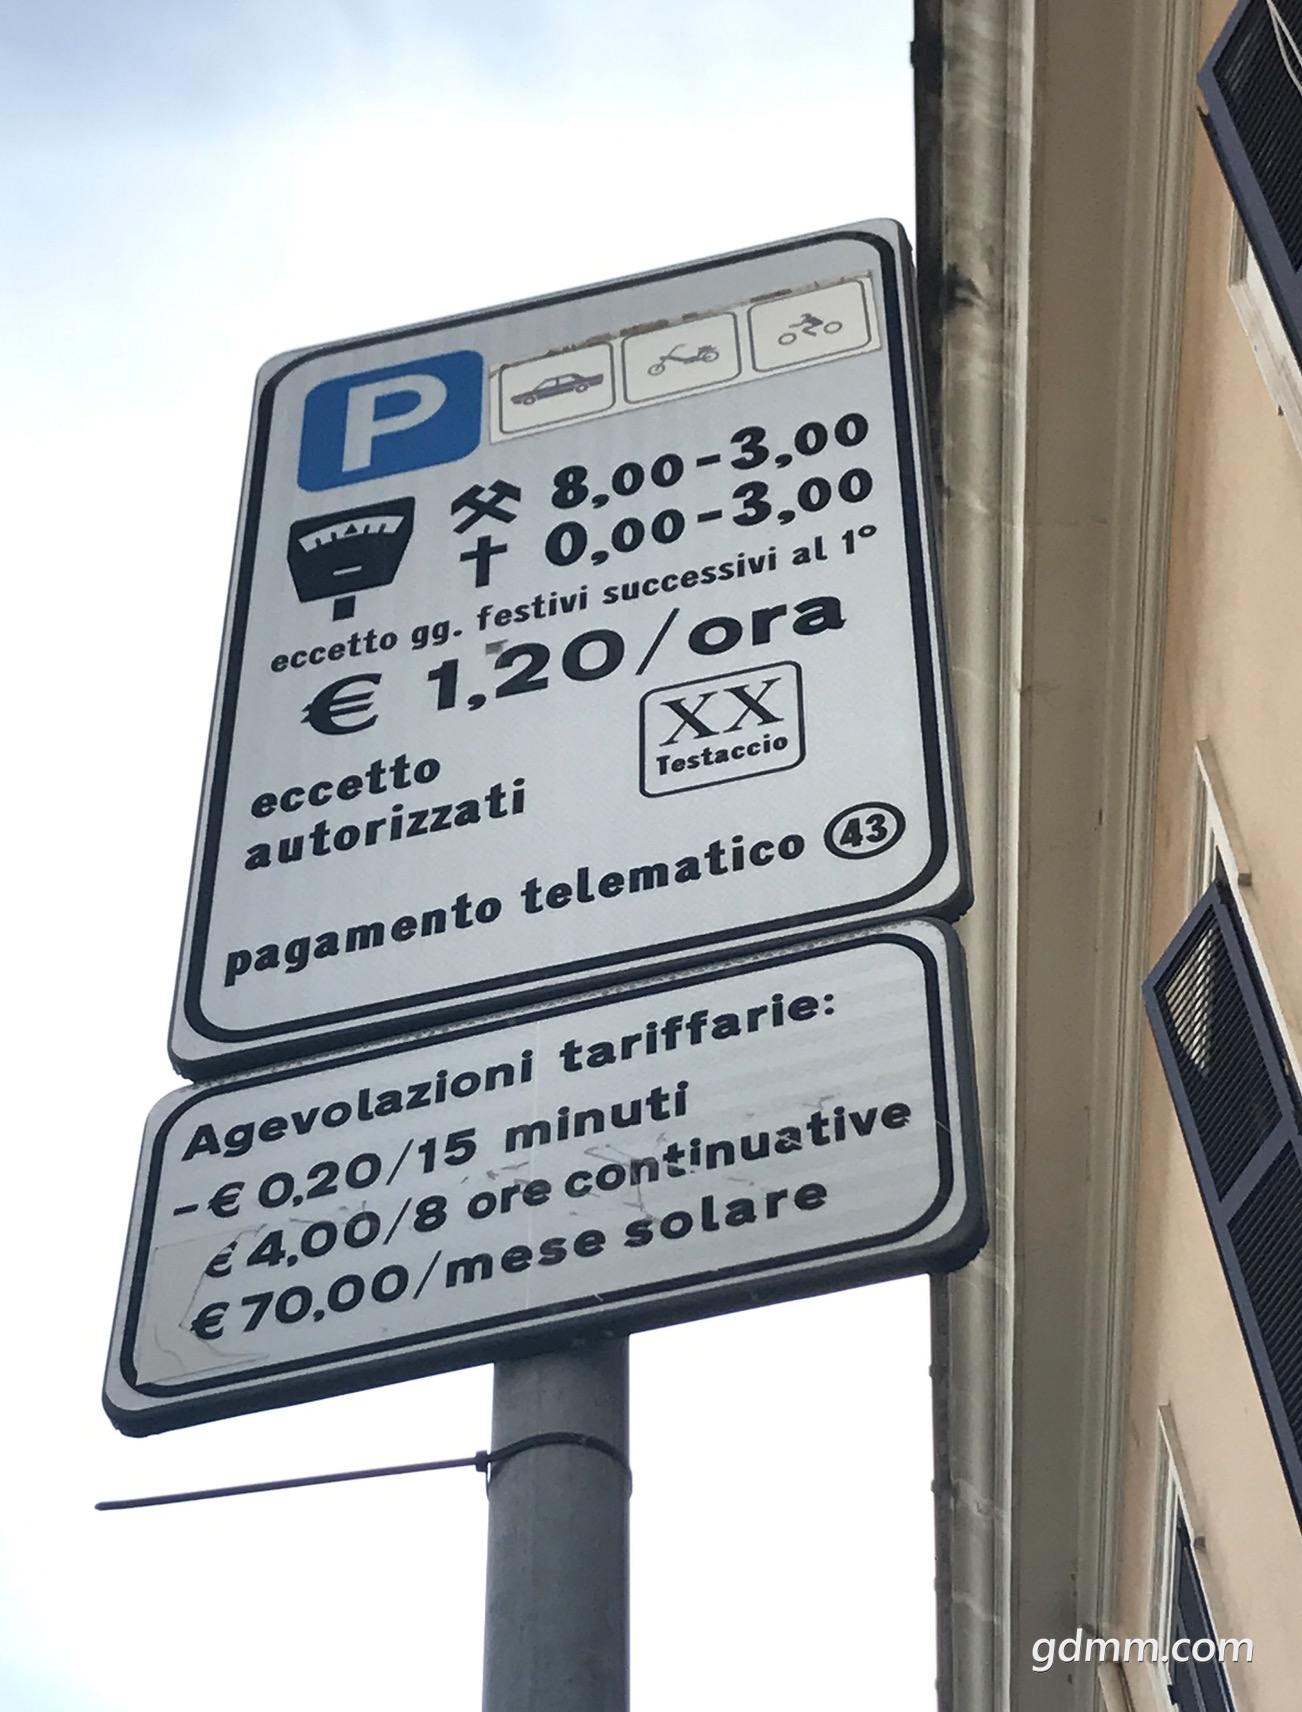 P
8,00-3,00
0,00-3,00
eccetto gg. festivi successivi al 1°
€ 1,20/ora
XX
Testaccio
eccetto
autorizzati
pagamento telematico 43
Agevolazioni tariffarie:
- € 0,20/15 minuti
€ 4,00/8 ore continuative
€ 70,00/mese solare
gdmm.com